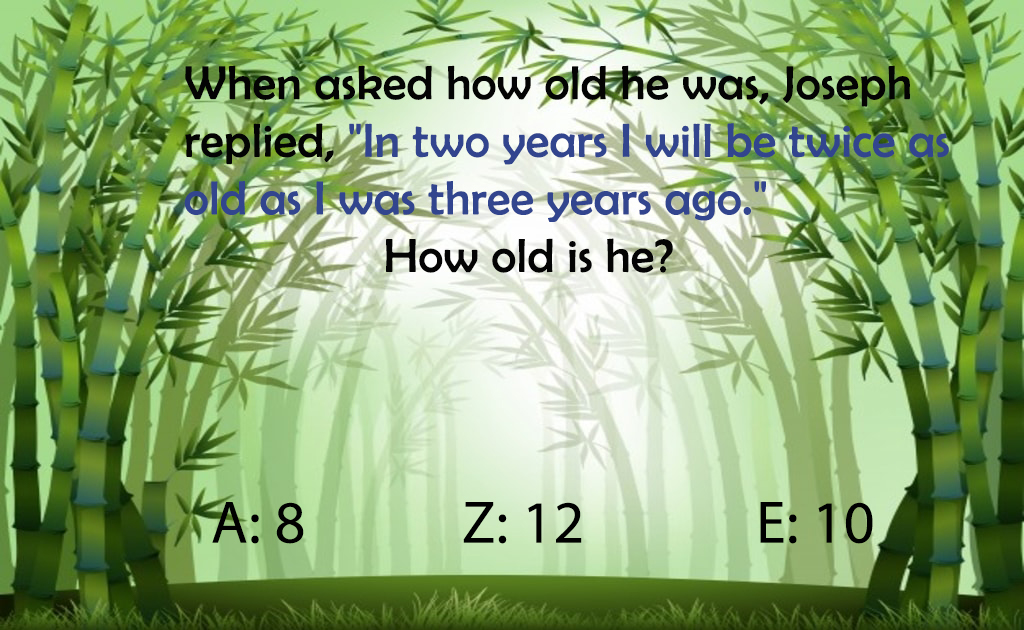 When asked how old he was, Joseph
replied, "In two years I will be twice as
old as I was three years ago."
How old is he?
A: 8 Z: 12 E: 10